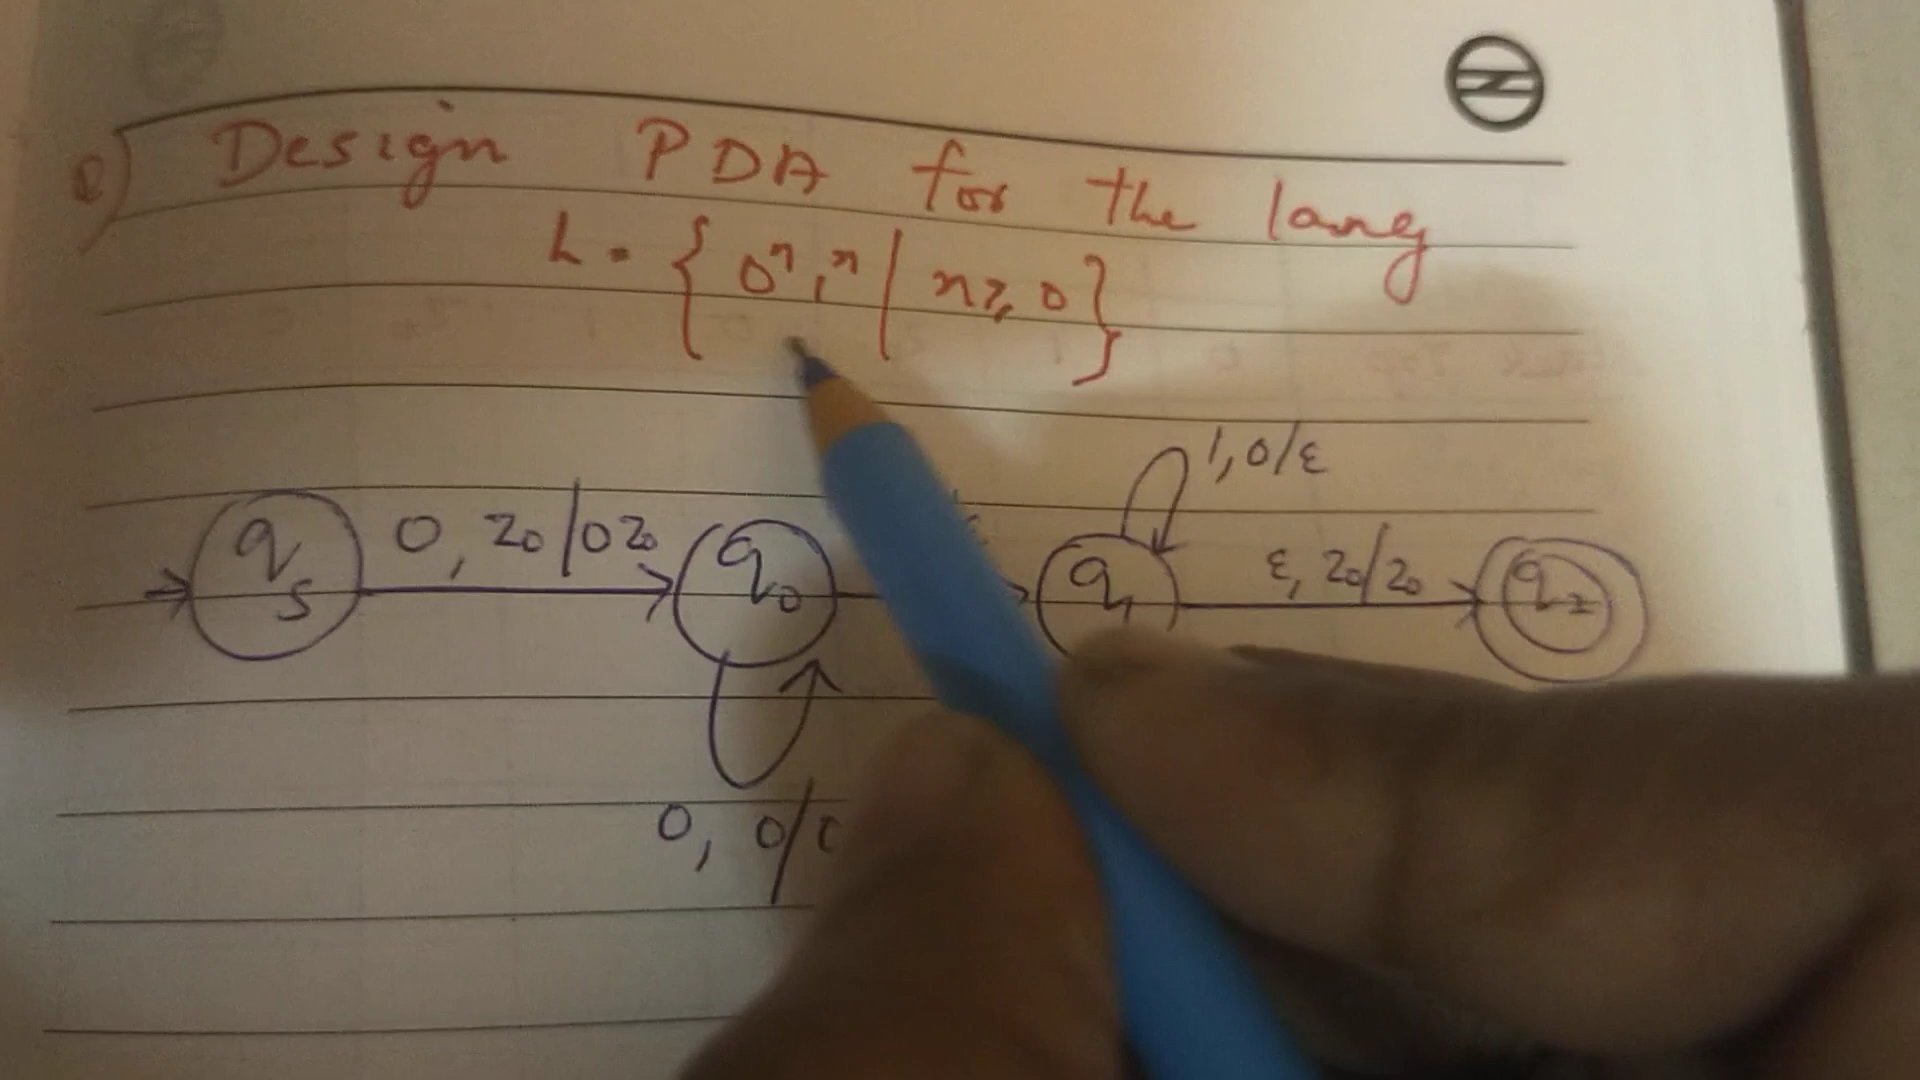 Q) Design PDA for the lang
L = { 0ⁿ1ⁿ | n ≥ 0 }
1, 0/ε
qs 0, z₀/0z₀ q₀ q₁ ε, z₀/z₀ q₂
0, 0/